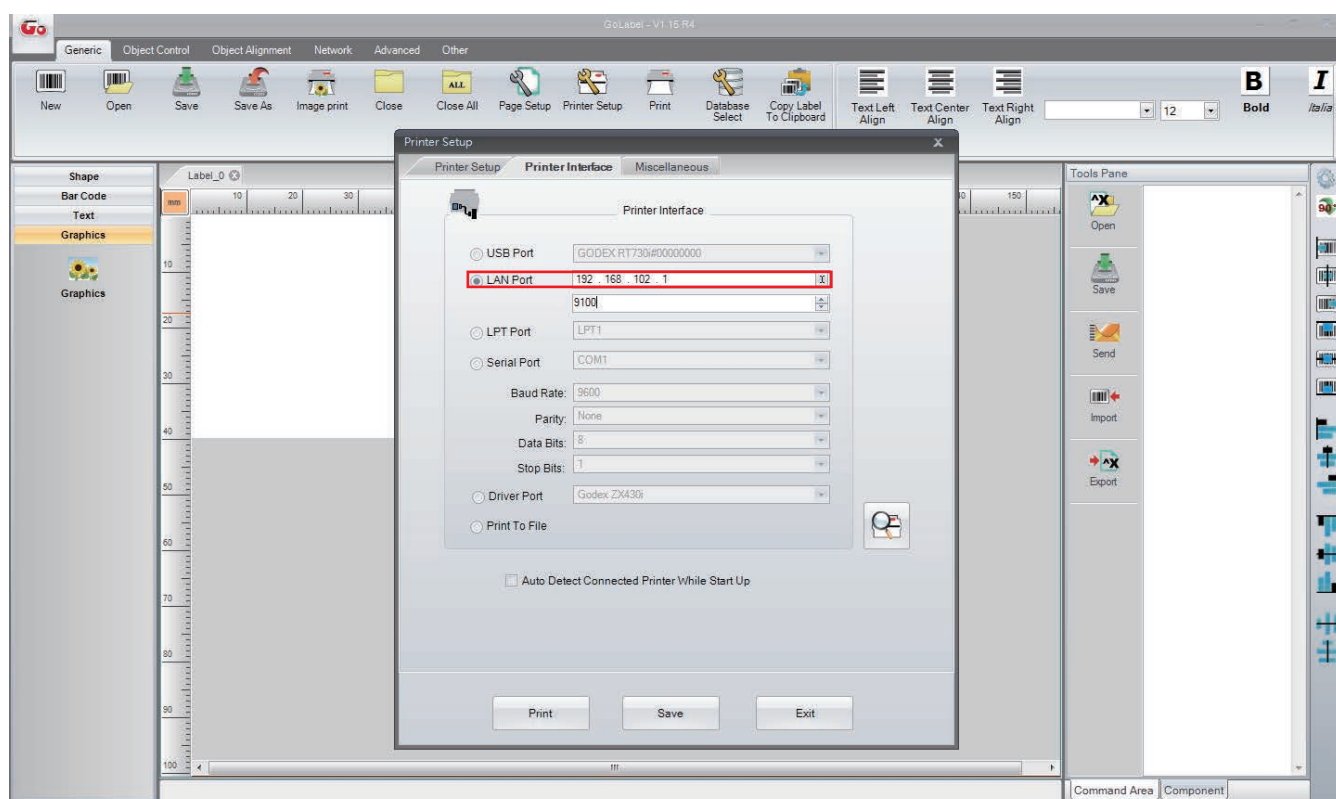 Go
GoLabel - V1.15 R4
Generic Object Control Object Alignment Network Advanced Other
New Open Save Save As Image print Close Close All Page Setup Printer Setup Print Database Select Copy Label To Clipboard Text Left Align Text Center Align Text Right Align 12 B Bold I Italia
ALL
Printer Setup x
Printer Setup Printer Interface Miscellaneous
Shape
Bar Code
Text
Graphics
Graphics
Label_0
mm 10 20 30 150
10
20
30
40
50
60
70
80
90
100
Printer Interface
USB Port GODEX RT730i#00000000
LAN Port 192 . 168 . 102 . 1 X
9100
LPT Port LPT1
Serial Port COM1
Baud Rate: 9600
Parity: None
Data Bits: 8
Stop Bits: 1
Driver Port Godex ZX430i
Print To File
Auto Detect Connected Printer While Start Up
Print Save Exit
Tools Pane
^X
Open
Save
Send
Import
^X
Export
90°
Command Area Component